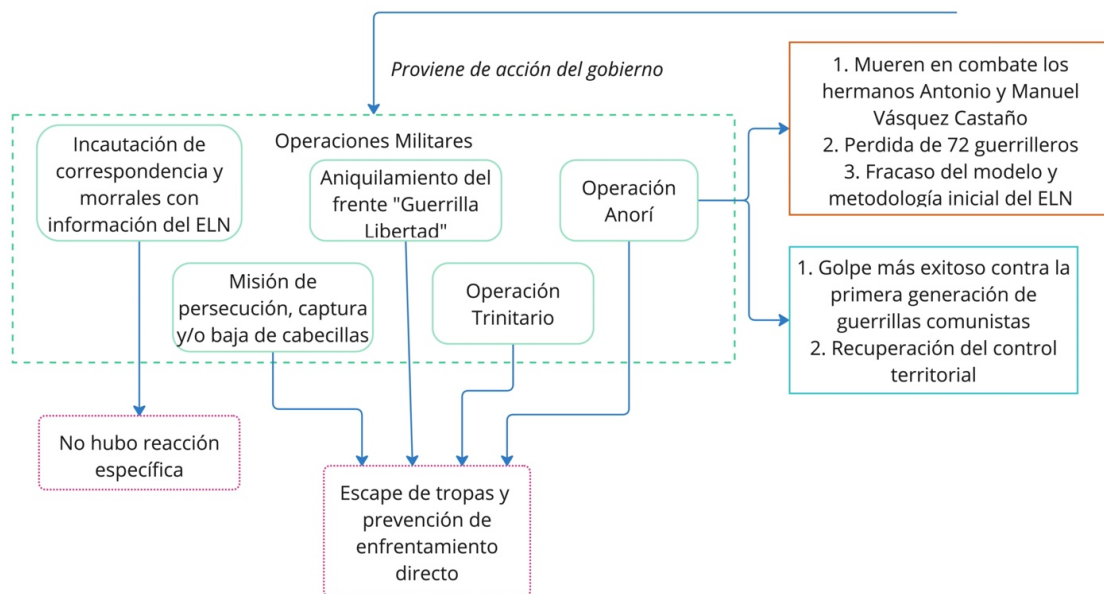 Proviene de acción del gobierno
Operaciones Militares
Incautación de
correspondencia y
morrales con
información del ELN
Aniquilamiento del
frente "Guerrilla
Libertad"
Operación
Anorí
Misión de
persecución, captura
y/o baja de cabecillas
Operación
Trinitario
1. Mueren en combate los
hermanos Antonio y Manuel
Vásquez Castaño
2. Perdida de 72 guerrilleros
3. Fracaso del modelo y
metodología inicial del ELN
1. Golpe más exitoso contra la
primera generación de
guerrillas comunistas
2. Recuperación del control
territorial
No hubo reacción
específica
Escape de tropas y
prevención de
enfrentamiento
directo